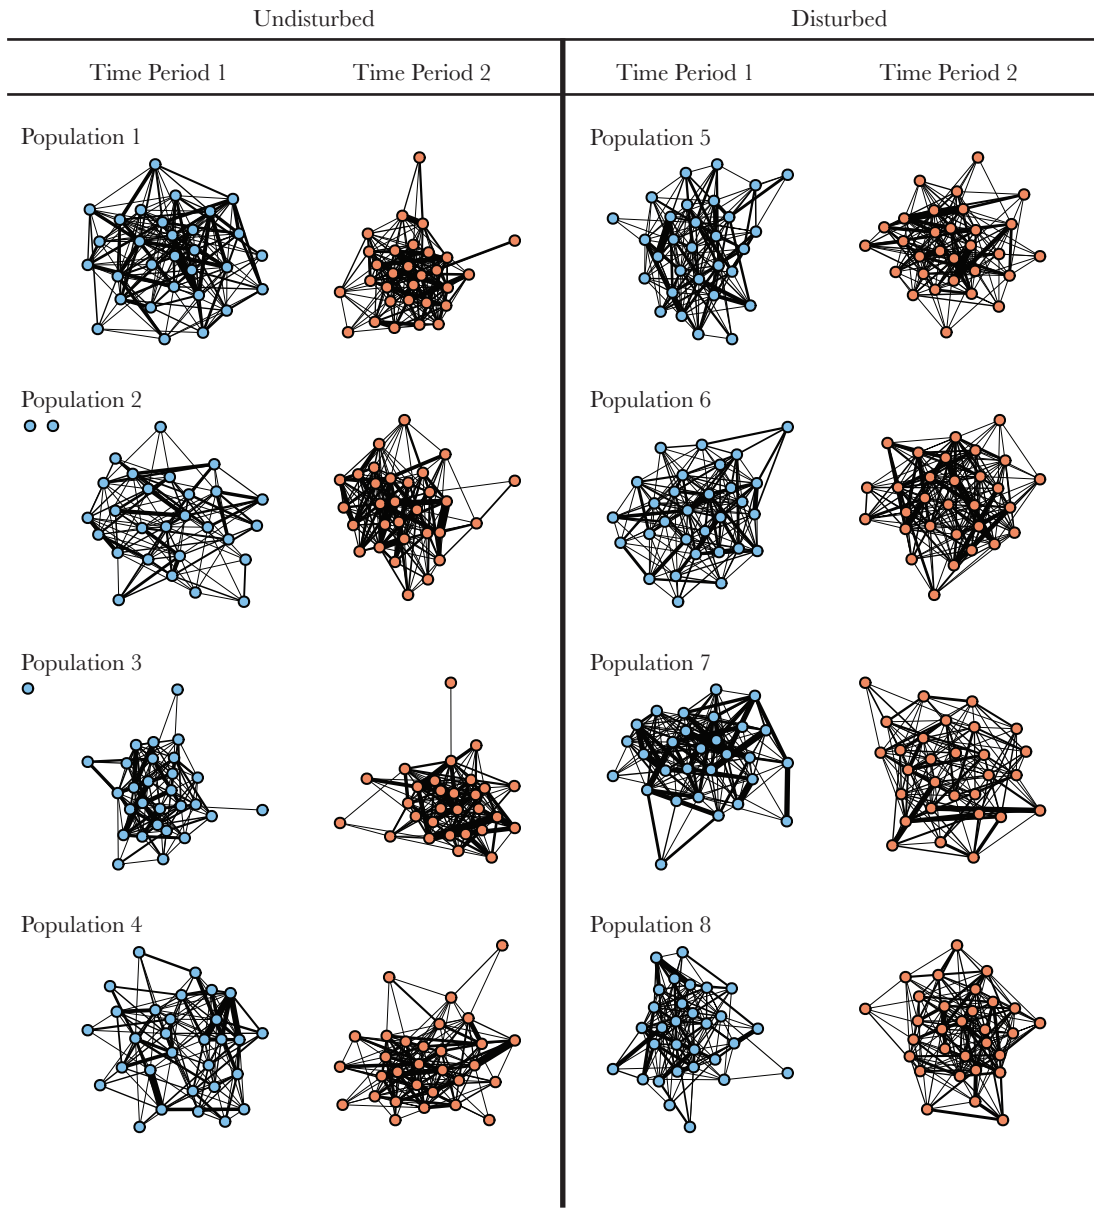 Undisturbed Disturbed
Time Period 1 Time Period 2 Time Period 1 Time Period 2
Population 1 Population 5
Population 2 Population 6
Population 3 Population 7
Population 4 Population 8